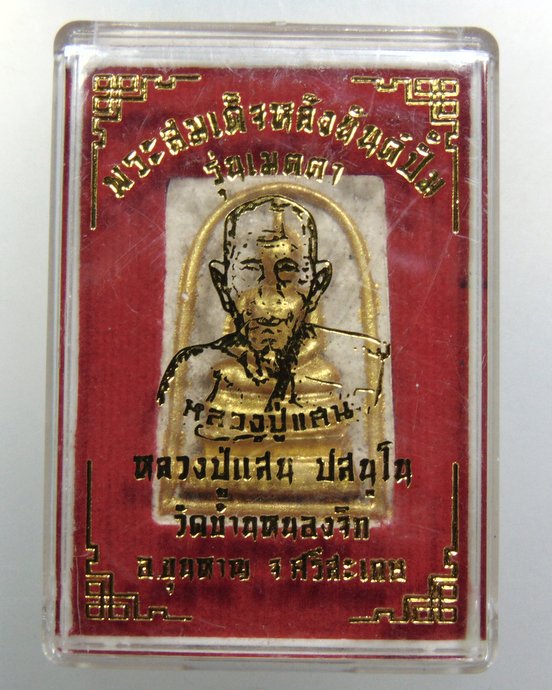 พระสมเด็จหลังยันต์ปั๊ม
รุ่นเมตตา
หลวงปู่แสน
หลวงปู่แสน ปสนฺโน
วัดบ้านหนองจิก
อ.ขุนหาญ จ.ศรีสะเกษ